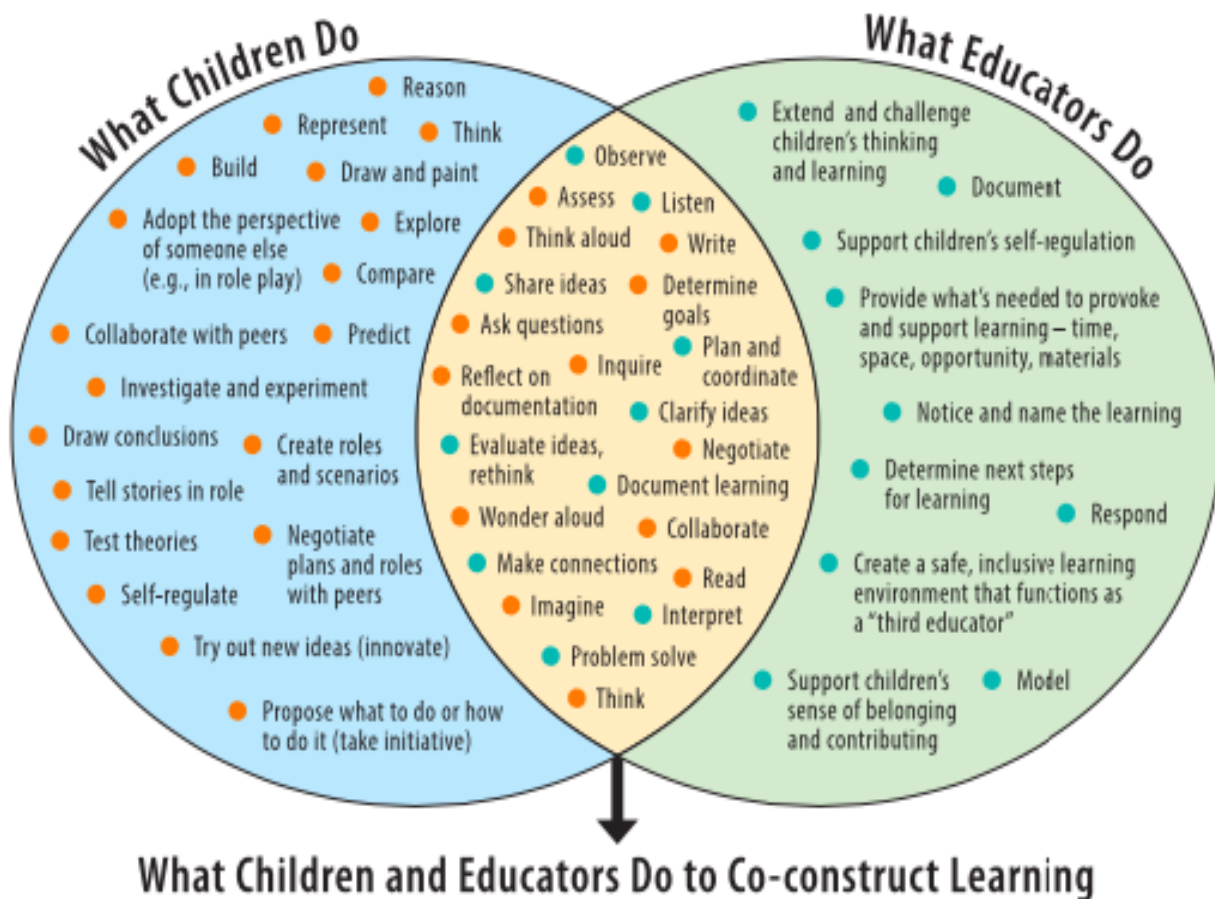 What Children Do
What Educators Do
Reason
Represent
Think
Build
Draw and paint
Adopt the perspective
of someone else
(e.g., in role play)
Explore
Compare
Collaborate with peers
Predict
Investigate and experiment
Draw conclusions
Create roles
and scenarios
Tell stories in role
Test theories
Negotiate
plans and roles
with peers
Self-regulate
Try out new ideas (innovate)
Propose what to do or how
to do it (take initiative)
Observe
Assess
Listen
Think aloud
Write
Share ideas
Determine
goals
Ask questions
Plan and
coordinate
Inquire
Reflect on
documentation
Clarify ideas
Evaluate ideas,
rethink
Negotiate
Document learning
Wonder aloud
Collaborate
Make connections
Read
Imagine
Interpret
Problem solve
Think
Extend and challenge
children's thinking
and learning
Document
Support children's self-regulation
Provide what's needed to provoke
and support learning – time,
space, opportunity, materials
Notice and name the learning
Determine next steps
for learning
Respond
Create a safe, inclusive learning
environment that functions as
a "third educator"
Support children's
sense of belonging
and contributing
Model
What Children and Educators Do to Co-construct Learning